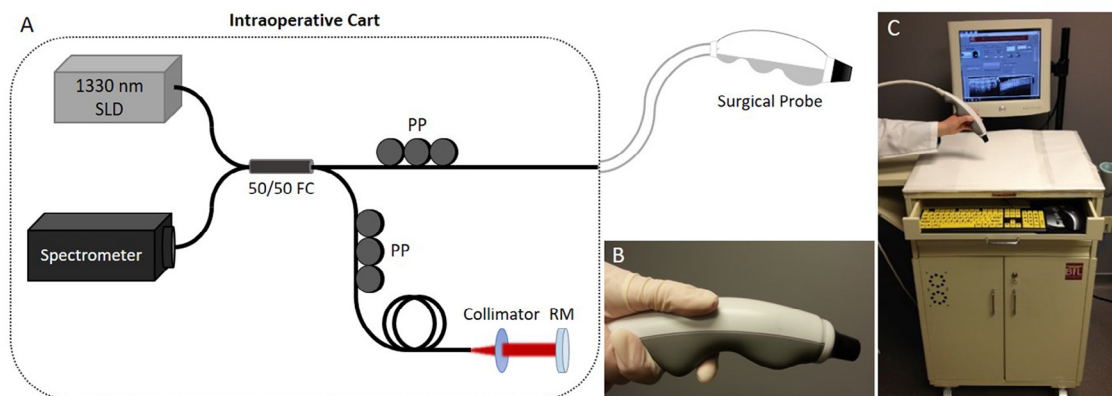 A
Intraoperative Cart
1330 nm
SLD
PP
50/50 FC
Spectrometer
PP
Collimator
RM
Surgical Probe
B
C